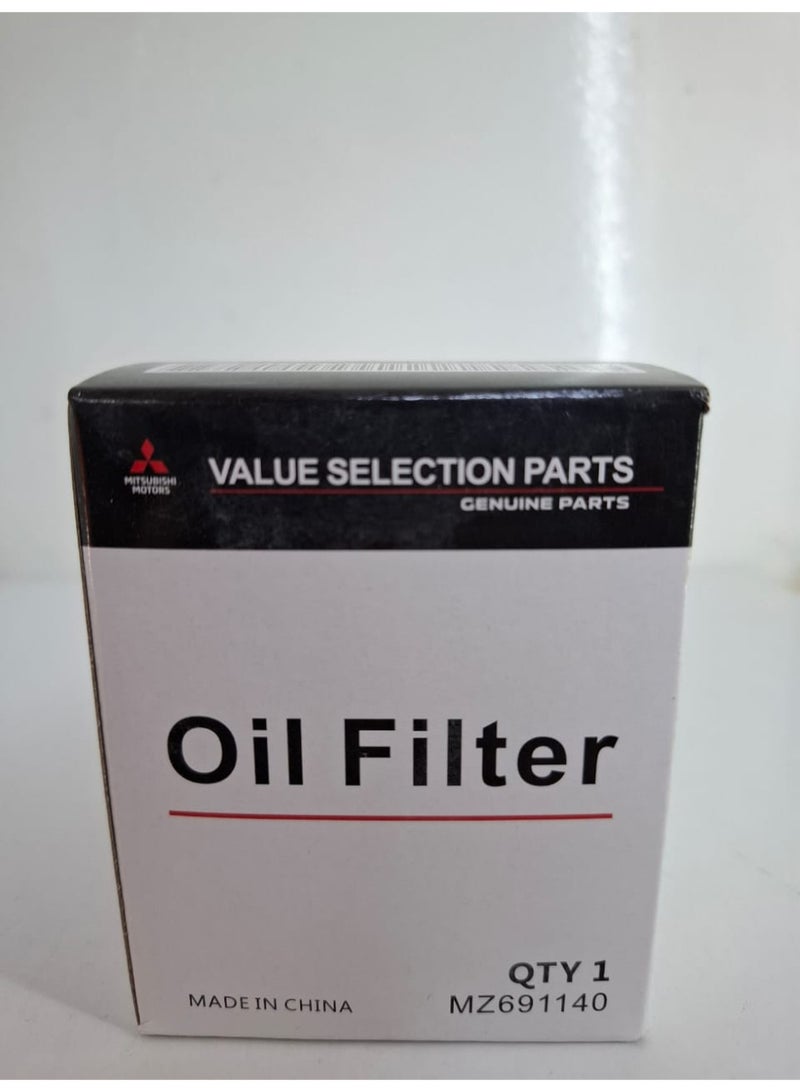 MITSUBISHI
MOTORS
VALUE SELECTION PARTS
GENUINE PARTS
Oil Filter
QTY 1
MADE IN CHINA
MZ691140